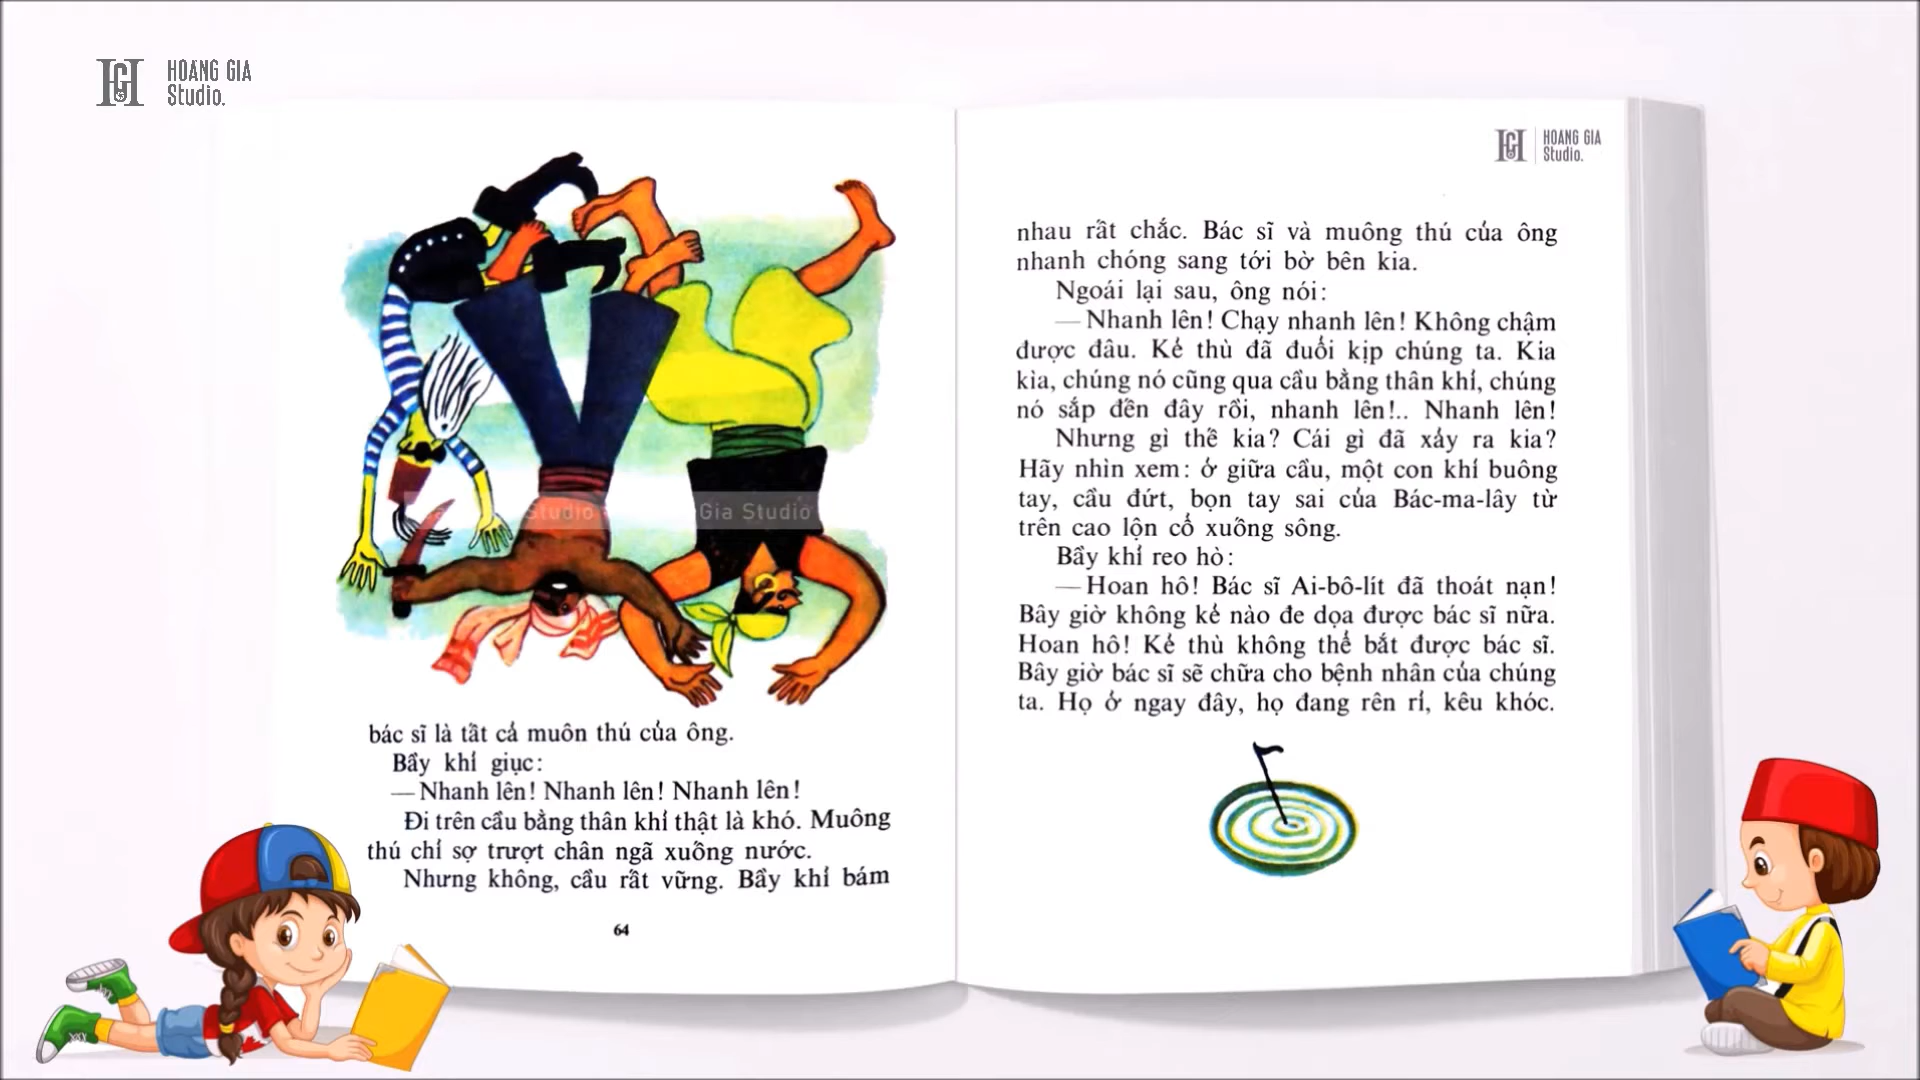 HOANG GIA
Studio.
HOANG GIA
Studio.
Studio
Gia Studio
bác sĩ là tất cả muôn thú của ông.
Bầy khỉ giục:
— Nhanh lên! Nhanh lên! Nhanh lên!
Đi trên cầu bằng thân khỉ thật là khó. Muông
thú chỉ sợ trượt chân ngã xuồng nước.
Nhưng không, cầu rất vững. Bầy khỉ bám
64
nhau rất chắc. Bác sĩ và muông thú của ông
nhanh chóng sang tới bờ bên kia.
Ngoái lại sau, ông nói:
— Nhanh lên! Chạy nhanh lên! Không chậm
được đâu. Kẻ thù đã đuổi kịp chúng ta. Kia
kìa, chúng nó cũng qua cầu bằng thân khỉ, chúng
nó sắp đến đây rồi, nhanh lên!.. Nhanh lên!
Nhưng gì thế kia? Cái gì đã xảy ra kia?
Hãy nhìn xem: ở giữa cầu, một con khỉ buông
tay, cầu đứt, bọn tay sai của Bác-ma-lây từ
trên cao lộn cổ xuống sông.
Bầy khỉ reo hò:
— Hoan hô! Bác sĩ Ai-bô-lít đã thoát nạn!
Bây giờ không kẻ nào đe dọa được bác sĩ nữa.
Hoan hô! Kẻ thù không thể bắt được bác sĩ.
Bây giờ bác sĩ sẽ chữa cho bệnh nhân của chúng
ta. Họ ở ngay đây, họ đang rên rỉ, kêu khóc.